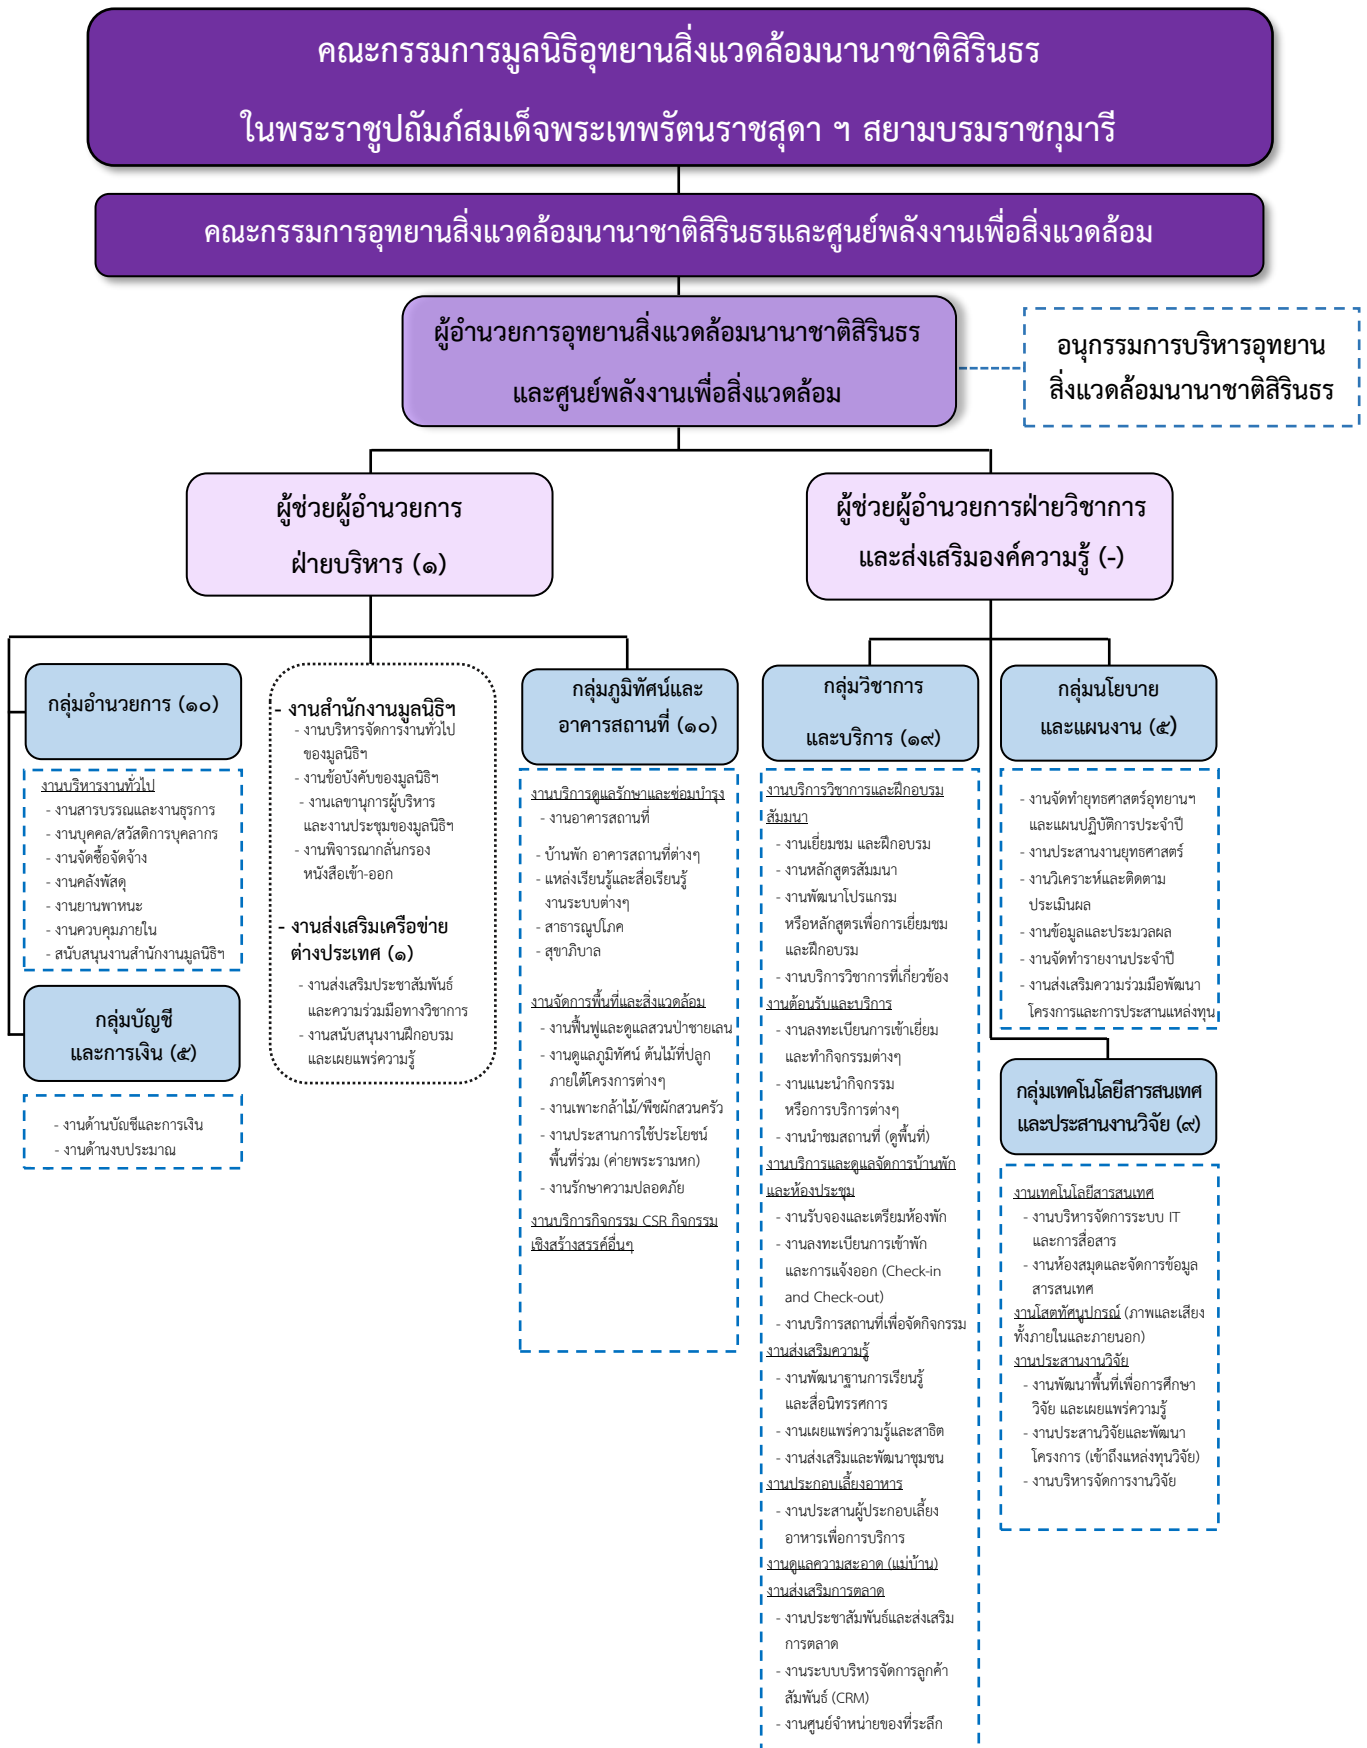 คณะกรรมการมูลนิธิอุทยานสิ่งแวดล้อมนานาชาติสิรินธร
ในพระราชูปถัมภ์สมเด็จพระเทพรัตนราชสุดา ฯ สยามบรมราชกุมารี
คณะกรรมการอุทยานสิ่งแวดล้อมนานาชาติสิรินธรและศูนย์พลังงานเพื่อสิ่งแวดล้อม
ผู้อำนวยการอุทยานสิ่งแวดล้อมนานาชาติสิรินธร
และศูนย์พลังงานเพื่อสิ่งแวดล้อม
อนุกรรมการบริหารอุทยาน
สิ่งแวดล้อมนานาชาติสิรินธร
ผู้ช่วยผู้อำนวยการ
ฝ่ายบริหาร (๑)
ผู้ช่วยผู้อำนวยการฝ่ายวิชาการ
และส่งเสริมองค์ความรู้ (-)
กลุ่มอำนวยการ (๑๐)
งานบริหารงานทั่วไป
- งานสารบรรณและงานธุรการ
- งานบุคคล/สวัสดิการบุคลากร
- งานจัดซื้อจัดจ้าง
- งานคลังพัสดุ
- งานยานพาหนะ
- งานควบคุมภายใน
- สนับสนุนงานสำนักงานมูลนิธิฯ
กลุ่มบัญชี
และการเงิน (๕)
- งานด้านบัญชีและการเงิน
- งานด้านงบประมาณ
- งานสำนักงานมูลนิธิฯ
- งานบริหารจัดการงานทั่วไป
ของมูลนิธิฯ
- งานข้อบังคับของมูลนิธิฯ
- งานเลขานุการผู้บริหาร
และงานประชุมของมูลนิธิฯ
- งานพิจารณากลั่นกรอง
หนังสือเข้า-ออก
- งานส่งเสริมเครือข่าย
ต่างประเทศ (๑)
- งานส่งเสริมประชาสัมพันธ์
และความร่วมมือทางวิชาการ
- งานสนับสนุนงานฝึกอบรม
และเผยแพร่ความรู้
กลุ่มภูมิทัศน์และ
อาคารสถานที่ (๑๐)
งานบริการดูแลรักษาและซ่อมบำรุง
- งานอาคารสถานที่
- บ้านพัก อาคารสถานที่ต่างๆ
- แหล่งเรียนรู้และสื่อเรียนรู้
งานระบบต่างๆ
- สาธารณูปโภค
- สุขาภิบาล
งานจัดการพื้นที่และสิ่งแวดล้อม
- งานฟื้นฟูและดูแลสวนป่าชายเลน
- งานดูแลภูมิทัศน์ ต้นไม้ที่ปลูก
ภายใต้โครงการต่างๆ
- งานเพาะกล้าไม้/พืชผักสวนครัว
- งานประสานการใช้ประโยชน์
พื้นที่ร่วม (ค่ายพระรามหก)
- งานรักษาความปลอดภัย
งานบริการกิจกรรม CSR กิจกรรม
เชิงสร้างสรรค์อื่นๆ
กลุ่มวิชาการ
และบริการ (๑๙)
งานบริการวิชาการและฝึกอบรม
สัมมนา
- งานเยี่ยมชม และฝึกอบรม
- งานหลักสูตรสัมมนา
- งานพัฒนาโปรแกรม
หรือหลักสูตรเพื่อการเยี่ยมชม
และฝึกอบรม
- งานบริการวิชาการที่เกี่ยวข้อง
งานต้อนรับและบริการ
- งานลงทะเบียนการเข้าเยี่ยม
และทำกิจกรรมต่างๆ
- งานแนะนำกิจกรรม
หรือการบริการต่างๆ
- งานนำชมสถานที่ (ดูพื้นที่)
งานบริการและดูแลจัดการบ้านพัก
และห้องประชุม
- งานรับจองและเตรียมห้องพัก
- งานลงทะเบียนการเข้าพัก
และการแจ้งออก (Check-in
and Check-out)
- งานบริการสถานที่เพื่อจัดกิจกรรม
งานส่งเสริมความรู้
- งานพัฒนาฐานการเรียนรู้
และสื่อนิทรรศการ
- งานเผยแพร่ความรู้และสาธิต
- งานส่งเสริมและพัฒนาชุมชน
งานประกอบเลี้ยงอาหาร
- งานประสานผู้ประกอบเลี้ยง
อาหารเพื่อการบริการ
งานดูแลความสะอาด (แม่บ้าน)
งานส่งเสริมการตลาด
- งานประชาสัมพันธ์และส่งเสริม
การตลาด
- งานระบบบริหารจัดการลูกค้า
สัมพันธ์ (CRM)
- งานศูนย์จำหน่ายของที่ระลึก
กลุ่มนโยบาย
และแผนงาน (๕)
- งานจัดทำยุทธศาสตร์อุทยานฯ
และแผนปฏิบัติการประจำปี
- งานประสานงานยุทธศาสตร์
- งานวิเคราะห์และติดตาม
ประเมินผล
- งานข้อมูลและประมวลผล
- งานจัดทำรายงานประจำปี
- งานส่งเสริมความร่วมมือพัฒนา
โครงการและการประสานแหล่งทุน
กลุ่มเทคโนโลยีสารสนเทศ
และประสานงานวิจัย (๙)
งานเทคโนโลยีสารสนเทศ
- งานบริหารจัดการระบบ IT
และการสื่อสาร
- งานห้องสมุดและจัดการข้อมูล
สารสนเทศ
งานโสตทัศนูปกรณ์ (ภาพและเสียง
ทั้งภายในและภายนอก)
งานประสานงานวิจัย
- งานพัฒนาพื้นที่เพื่อการศึกษา
วิจัย และเผยแพร่ความรู้
- งานประสานวิจัยและพัฒนา
โครงการ (เข้าถึงแหล่งทุนวิจัย)
- งานบริหารจัดการงานวิจัย